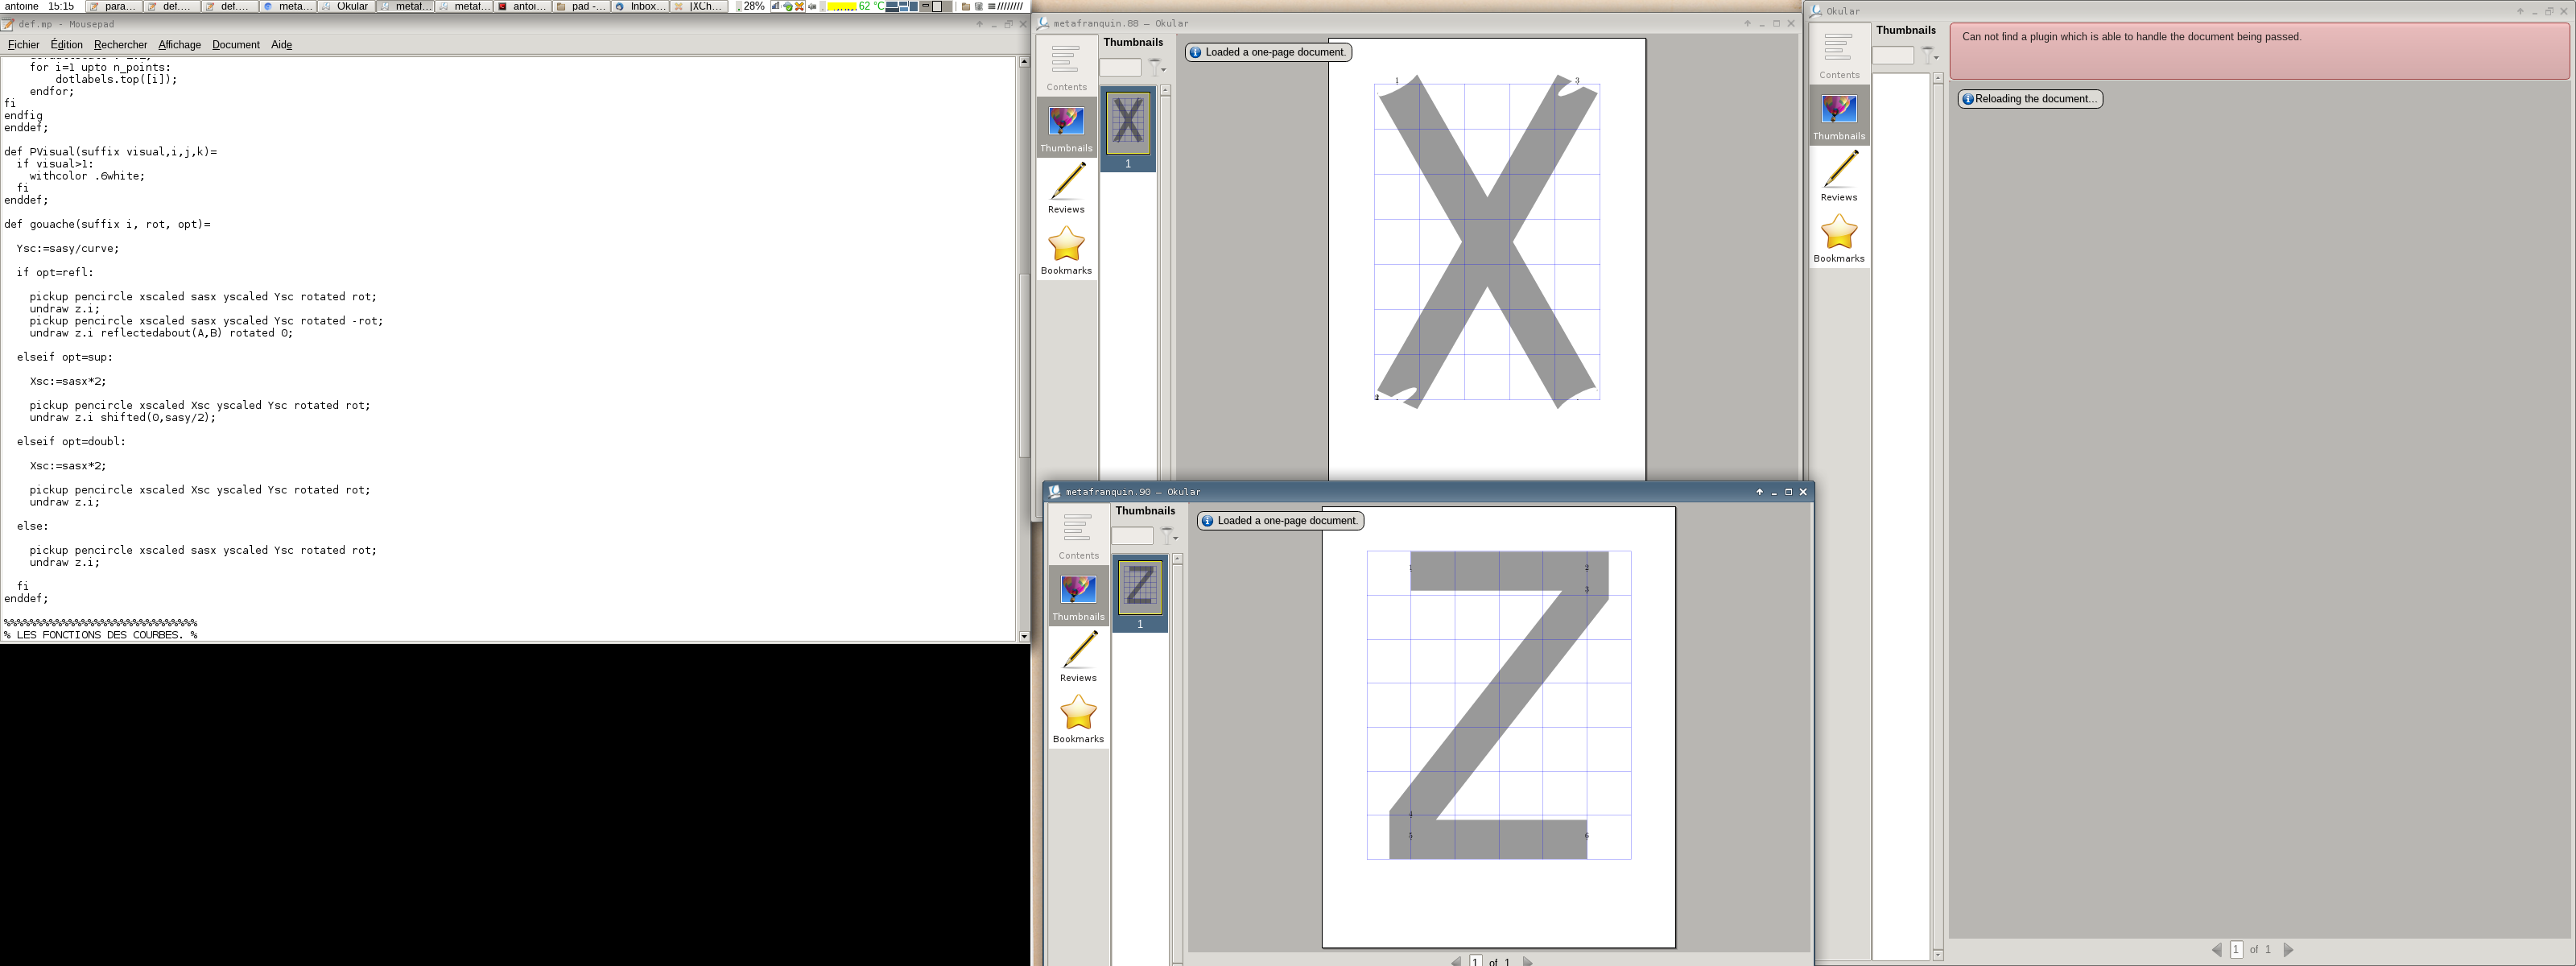 antoine 15:15 para... def.... def.... meta... Okular metaf... metaf... antoi... pad -... Inbox... |XCh... 28% 62 °C
def.mp - Mousepad
Fichier Édition Rechercher Affichage Document Aide
for i=1 upto n_points:
dotlabels.top([i]);
endfor;
fi
endfig
enddef;
def PVisual(suffix visual,i,j,k)=
if visual>1:
withcolor .6white;
fi
enddef;
def gouache(suffix i, rot, opt)=
Ysc:=sasy/curve;
if opt=refl:
pickup pencircle xscaled sasx yscaled Ysc rotated rot;
undraw z.i;
pickup pencircle xscaled sasx yscaled Ysc rotated -rot;
undraw z.i reflectedabout(A,B) rotated 0;
elseif opt=sup:
Xsc:=sasx*2;
pickup pencircle xscaled Xsc yscaled Ysc rotated rot;
undraw z.i shifted(0,sasy/2);
elseif opt=doubl:
Xsc:=sasx*2;
pickup pencircle xscaled Xsc yscaled Ysc rotated rot;
undraw z.i;
else:
pickup pencircle xscaled sasx yscaled Ysc rotated rot;
undraw z.i;
fi
enddef;
%%%%%%%%%%%%%%%%%%%%%%%%%%%%%%
% LES FONCTIONS DES COURBES. %
metafranquin.88 – Okular
Contents
Thumbnails
Reviews
Bookmarks
Thumbnails
1
Loaded a one-page document.
1 3
X
metafranquin.90 – Okular
Contents
Thumbnails
Reviews
Bookmarks
Thumbnails
1
Loaded a one-page document.
1 2
3
Z
4
5 6
1 of 1
Okular
Contents
Thumbnails
Reviews
Bookmarks
Thumbnails
Can not find a plugin which is able to handle the document being passed.
Reloading the document...
1 of 1